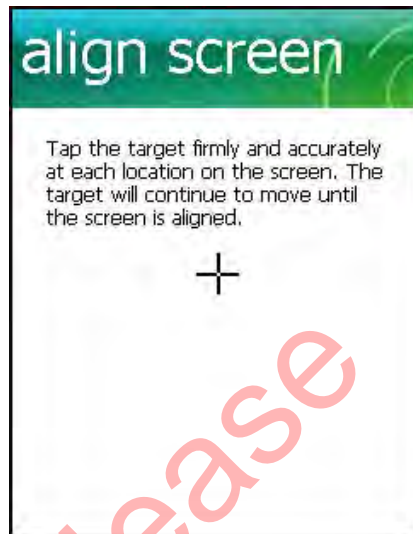 align screen
Tap the target firmly and accurately
at each location on the screen. The
target will continue to move until
the screen is aligned.
lease